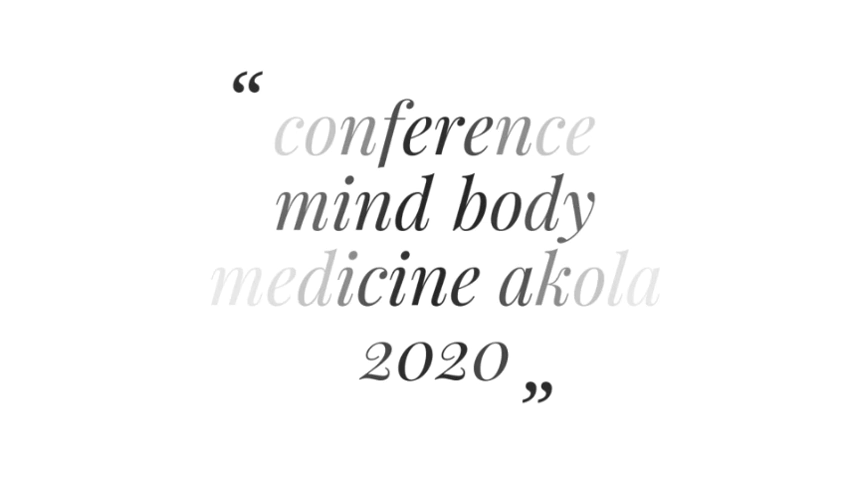 “ conference
mind body
medicine akola
2020 ”